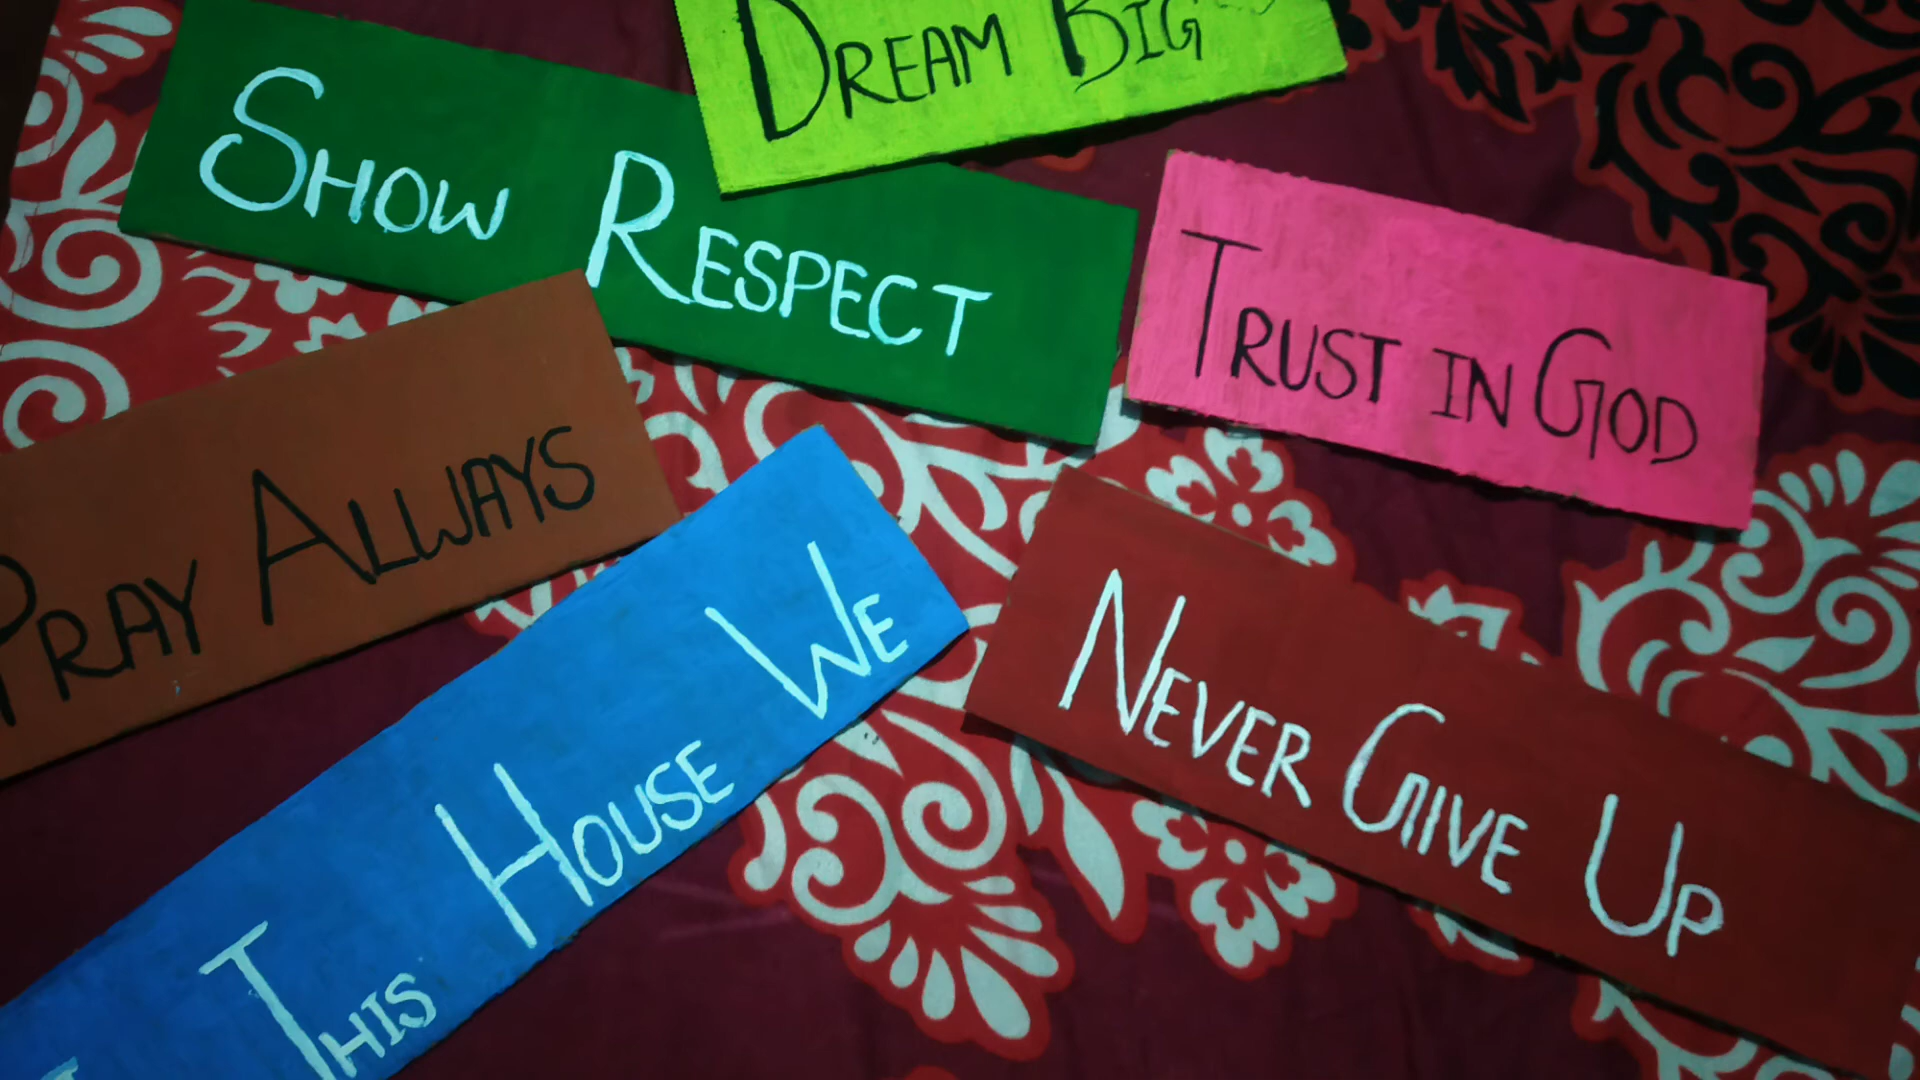 DREAM BIG
SHOW RESPECT
TRUST IN GOD
PRAY ALWAYS
THIS HOUSE WE
NEVER GIVE UP